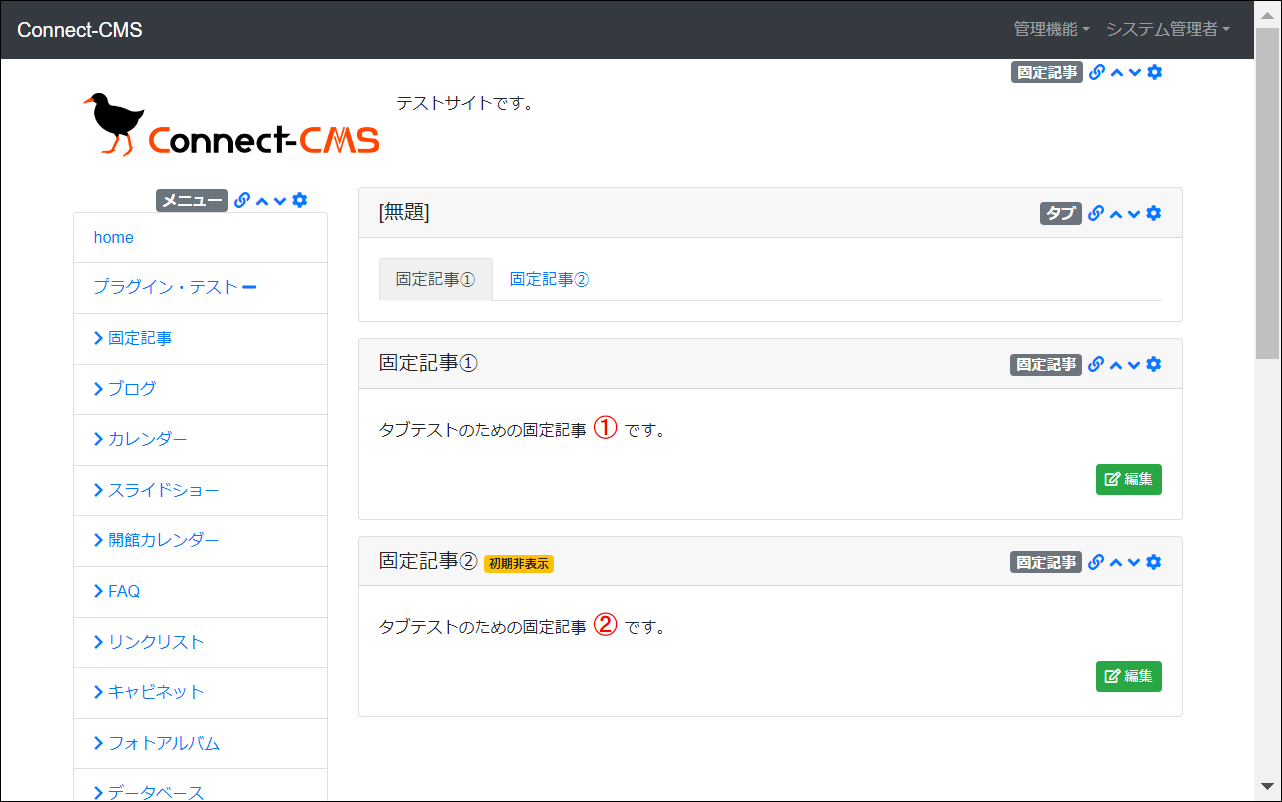 Connect-CMS
管理機能 システム管理者
固定記事
テストサイトです。
Connect-CMS
メニュー
home
プラグイン・テスト
固定記事
ブログ
カレンダー
スライドショー
開館カレンダー
FAQ
リンクリスト
キャビネット
フォトアルバム
データベース
[無題]
タブ
固定記事① 固定記事②
固定記事①
固定記事
タブテストのための固定記事 ① です。
編集
固定記事② 初期非表示
固定記事
タブテストのための固定記事 ② です。
編集